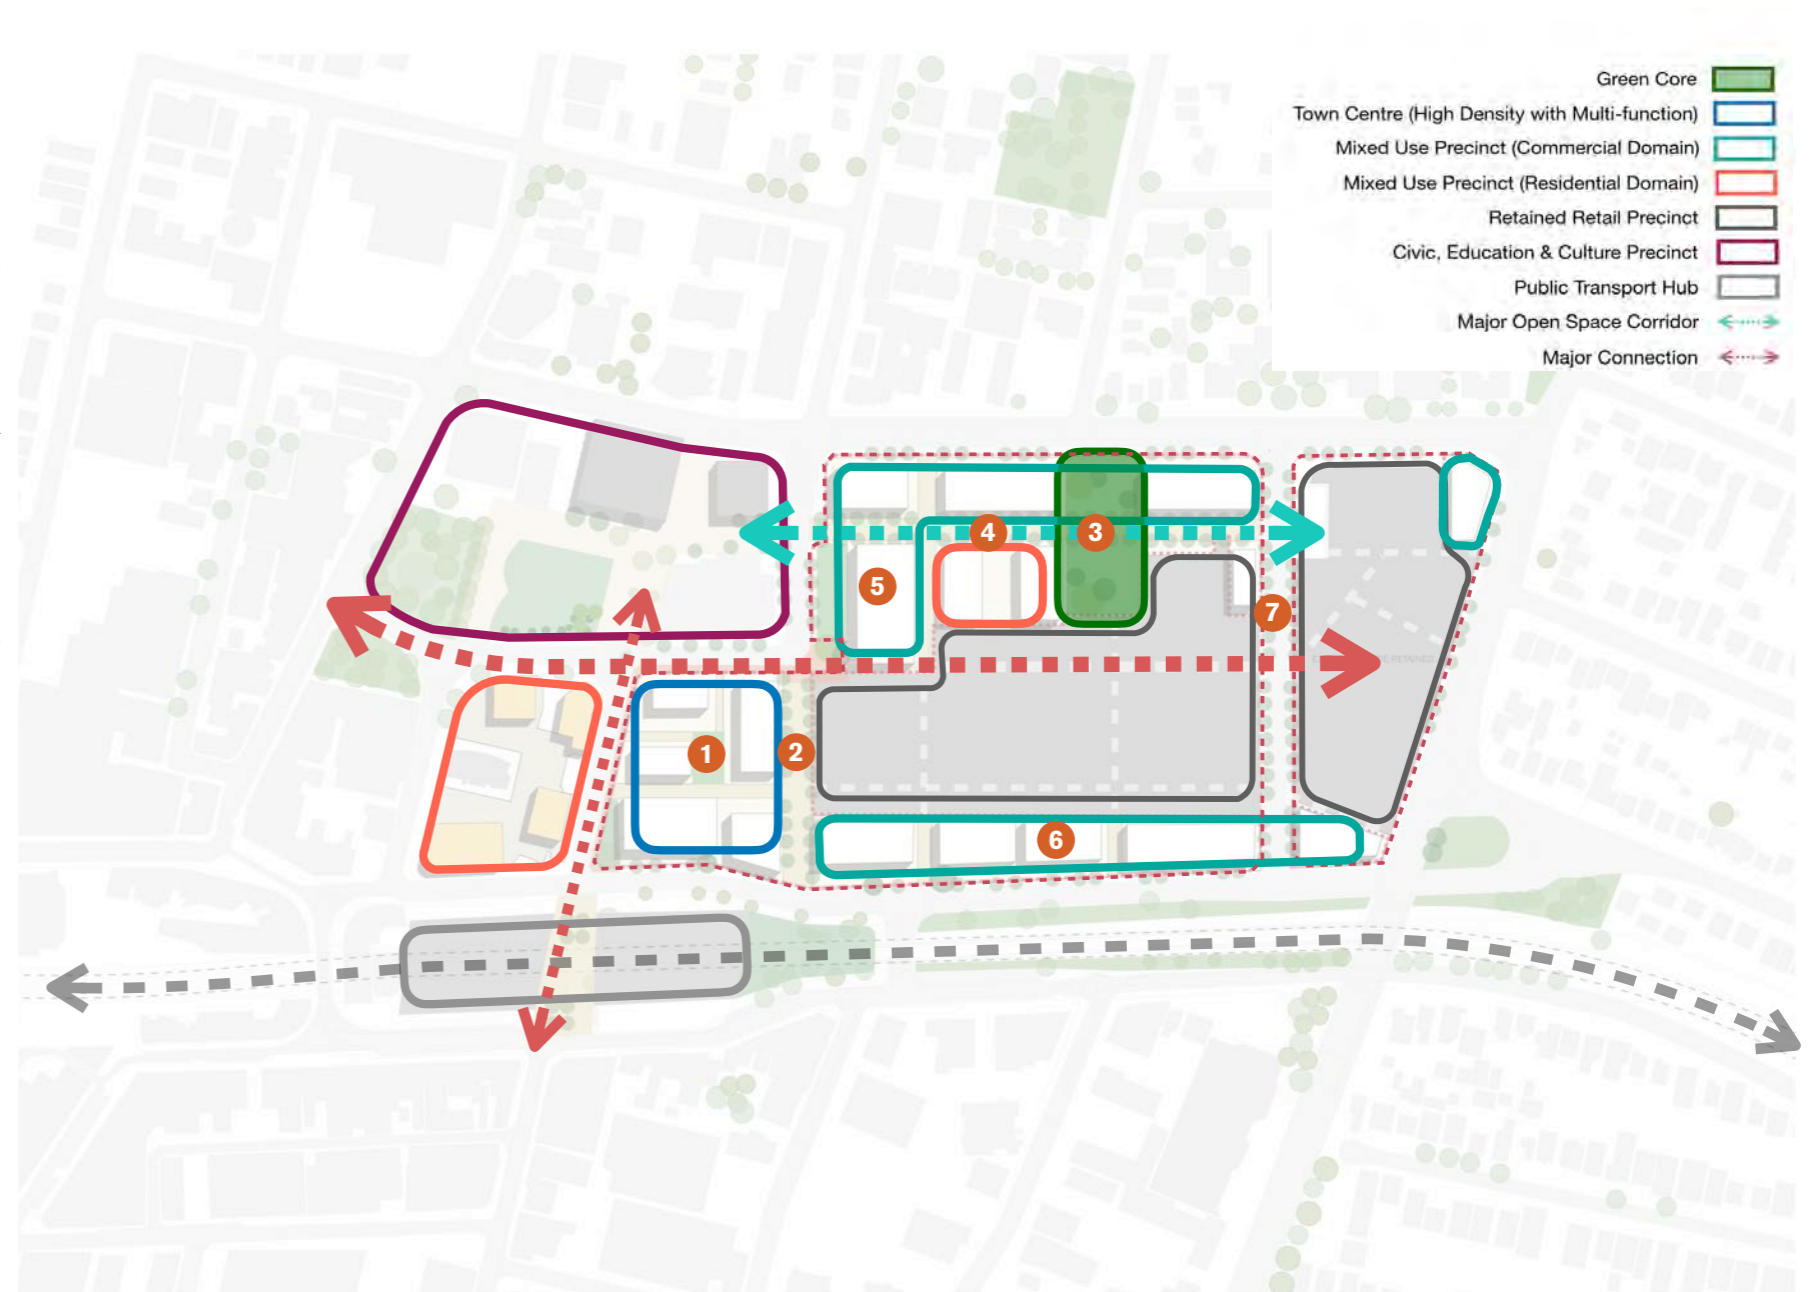 Green Core
Town Centre (High Density with Multi-function)
Mixed Use Precinct (Commercial Domain)
Mixed Use Precinct (Residential Domain)
Retained Retail Precinct
Civic, Education & Culture Precinct
Public Transport Hub
Major Open Space Corridor
Major Connection
4
3
5
7
1
2
6